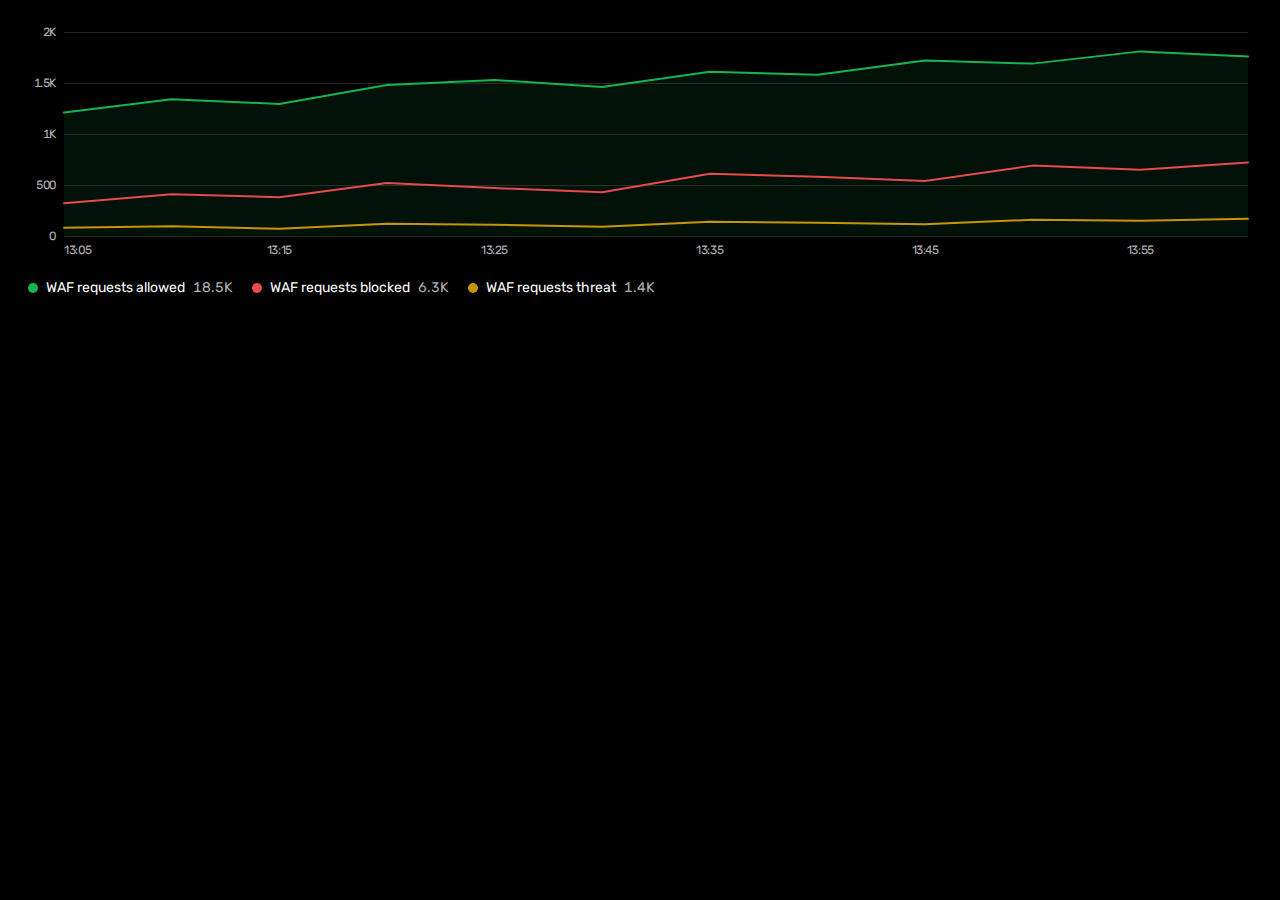 2K
1.5K
1K
500
0
13:05 13:15 13:25 13:35 13:45 13:55
WAF requests allowed 18.5K WAF requests blocked 6.3K WAF requests threat 1.4K